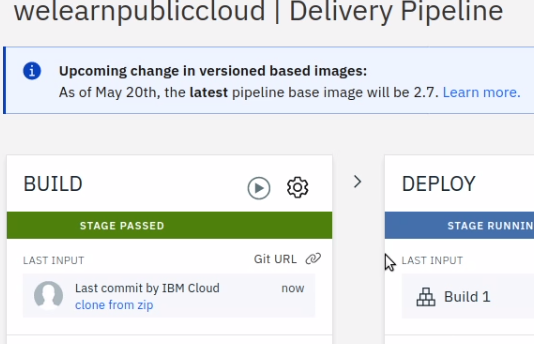 welearnpubliccloud | Delivery Pipeline
Upcoming change in versioned based images:
As of May 20th, the latest pipeline base image will be 2.7. Learn more.
BUILD
STAGE PASSED
LAST INPUT
Git URL
Last commit by IBM Cloud
now
clone from zip
DEPLOY
STAGE RUNNIN
LAST INPUT
Build 1